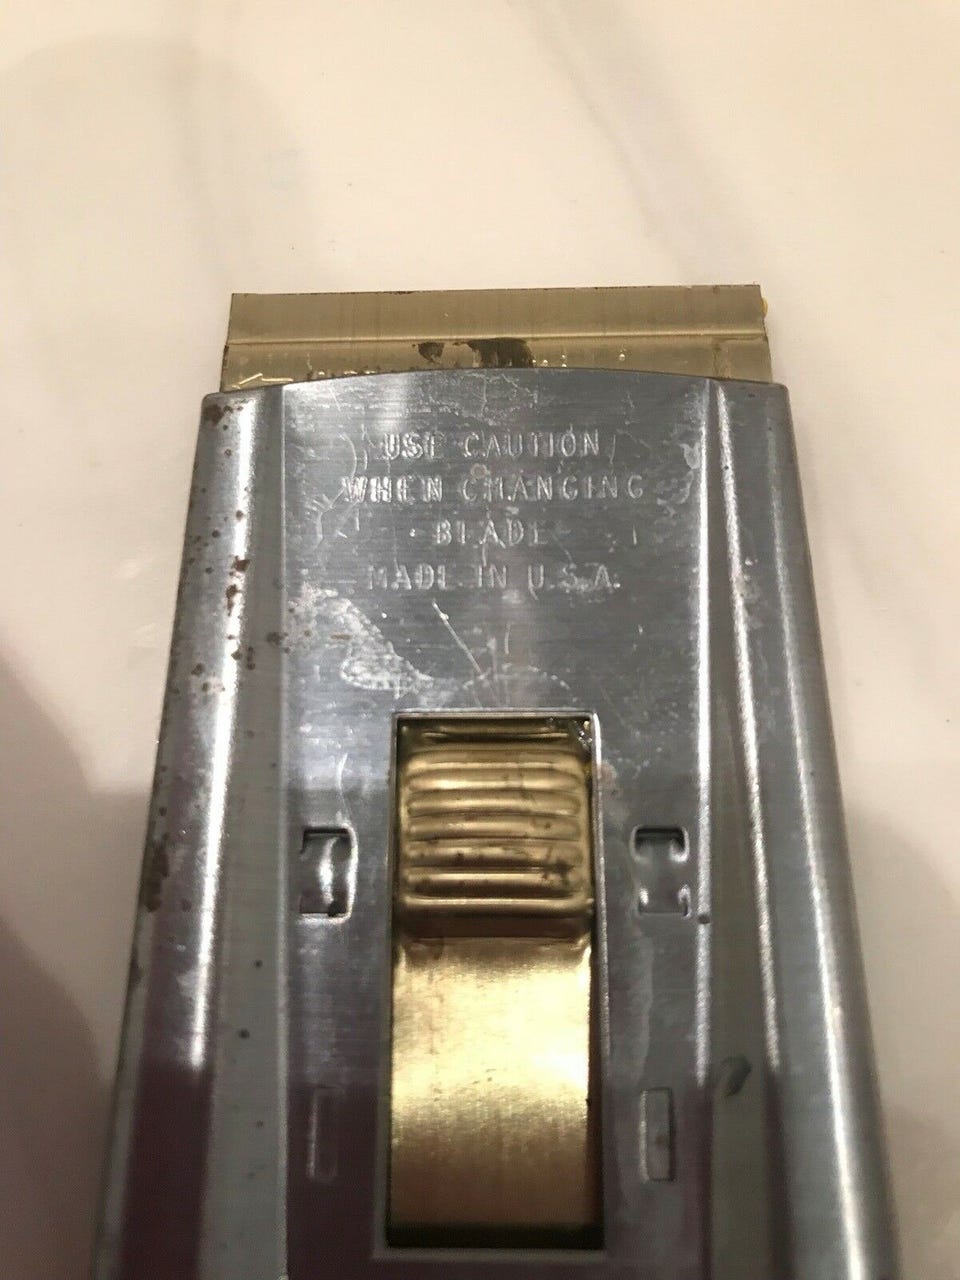 USE CAUTION
WHEN CHANGING
BLADE
MADE IN U.S.A.